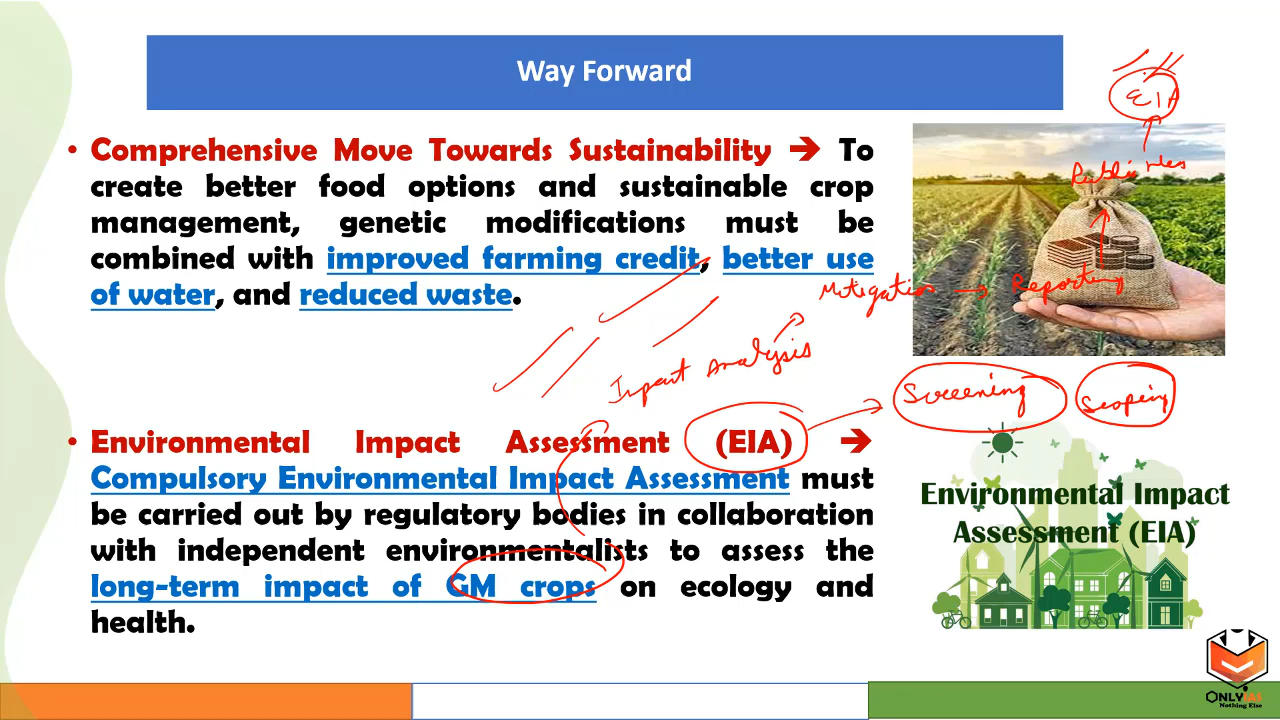 Way Forward
EIA
• Comprehensive Move Towards Sustainability ➔ To
create better food options and sustainable crop
management, genetic modifications must be
combined with improved farming credit, better use
of water, and reduced waste.
Public
Mitigation → Reporting
Impact Analysis
Screening
Scoping
• Environmental Impact Assessment (EIA) ➔
Compulsory Environmental Impact Assessment must
be carried out by regulatory bodies in collaboration
with independent environmentalists to assess the
long-term impact of GM crops on ecology and
health.
Environmental Impact
Assessment (EIA)
ONLYIAS
Nothing Else